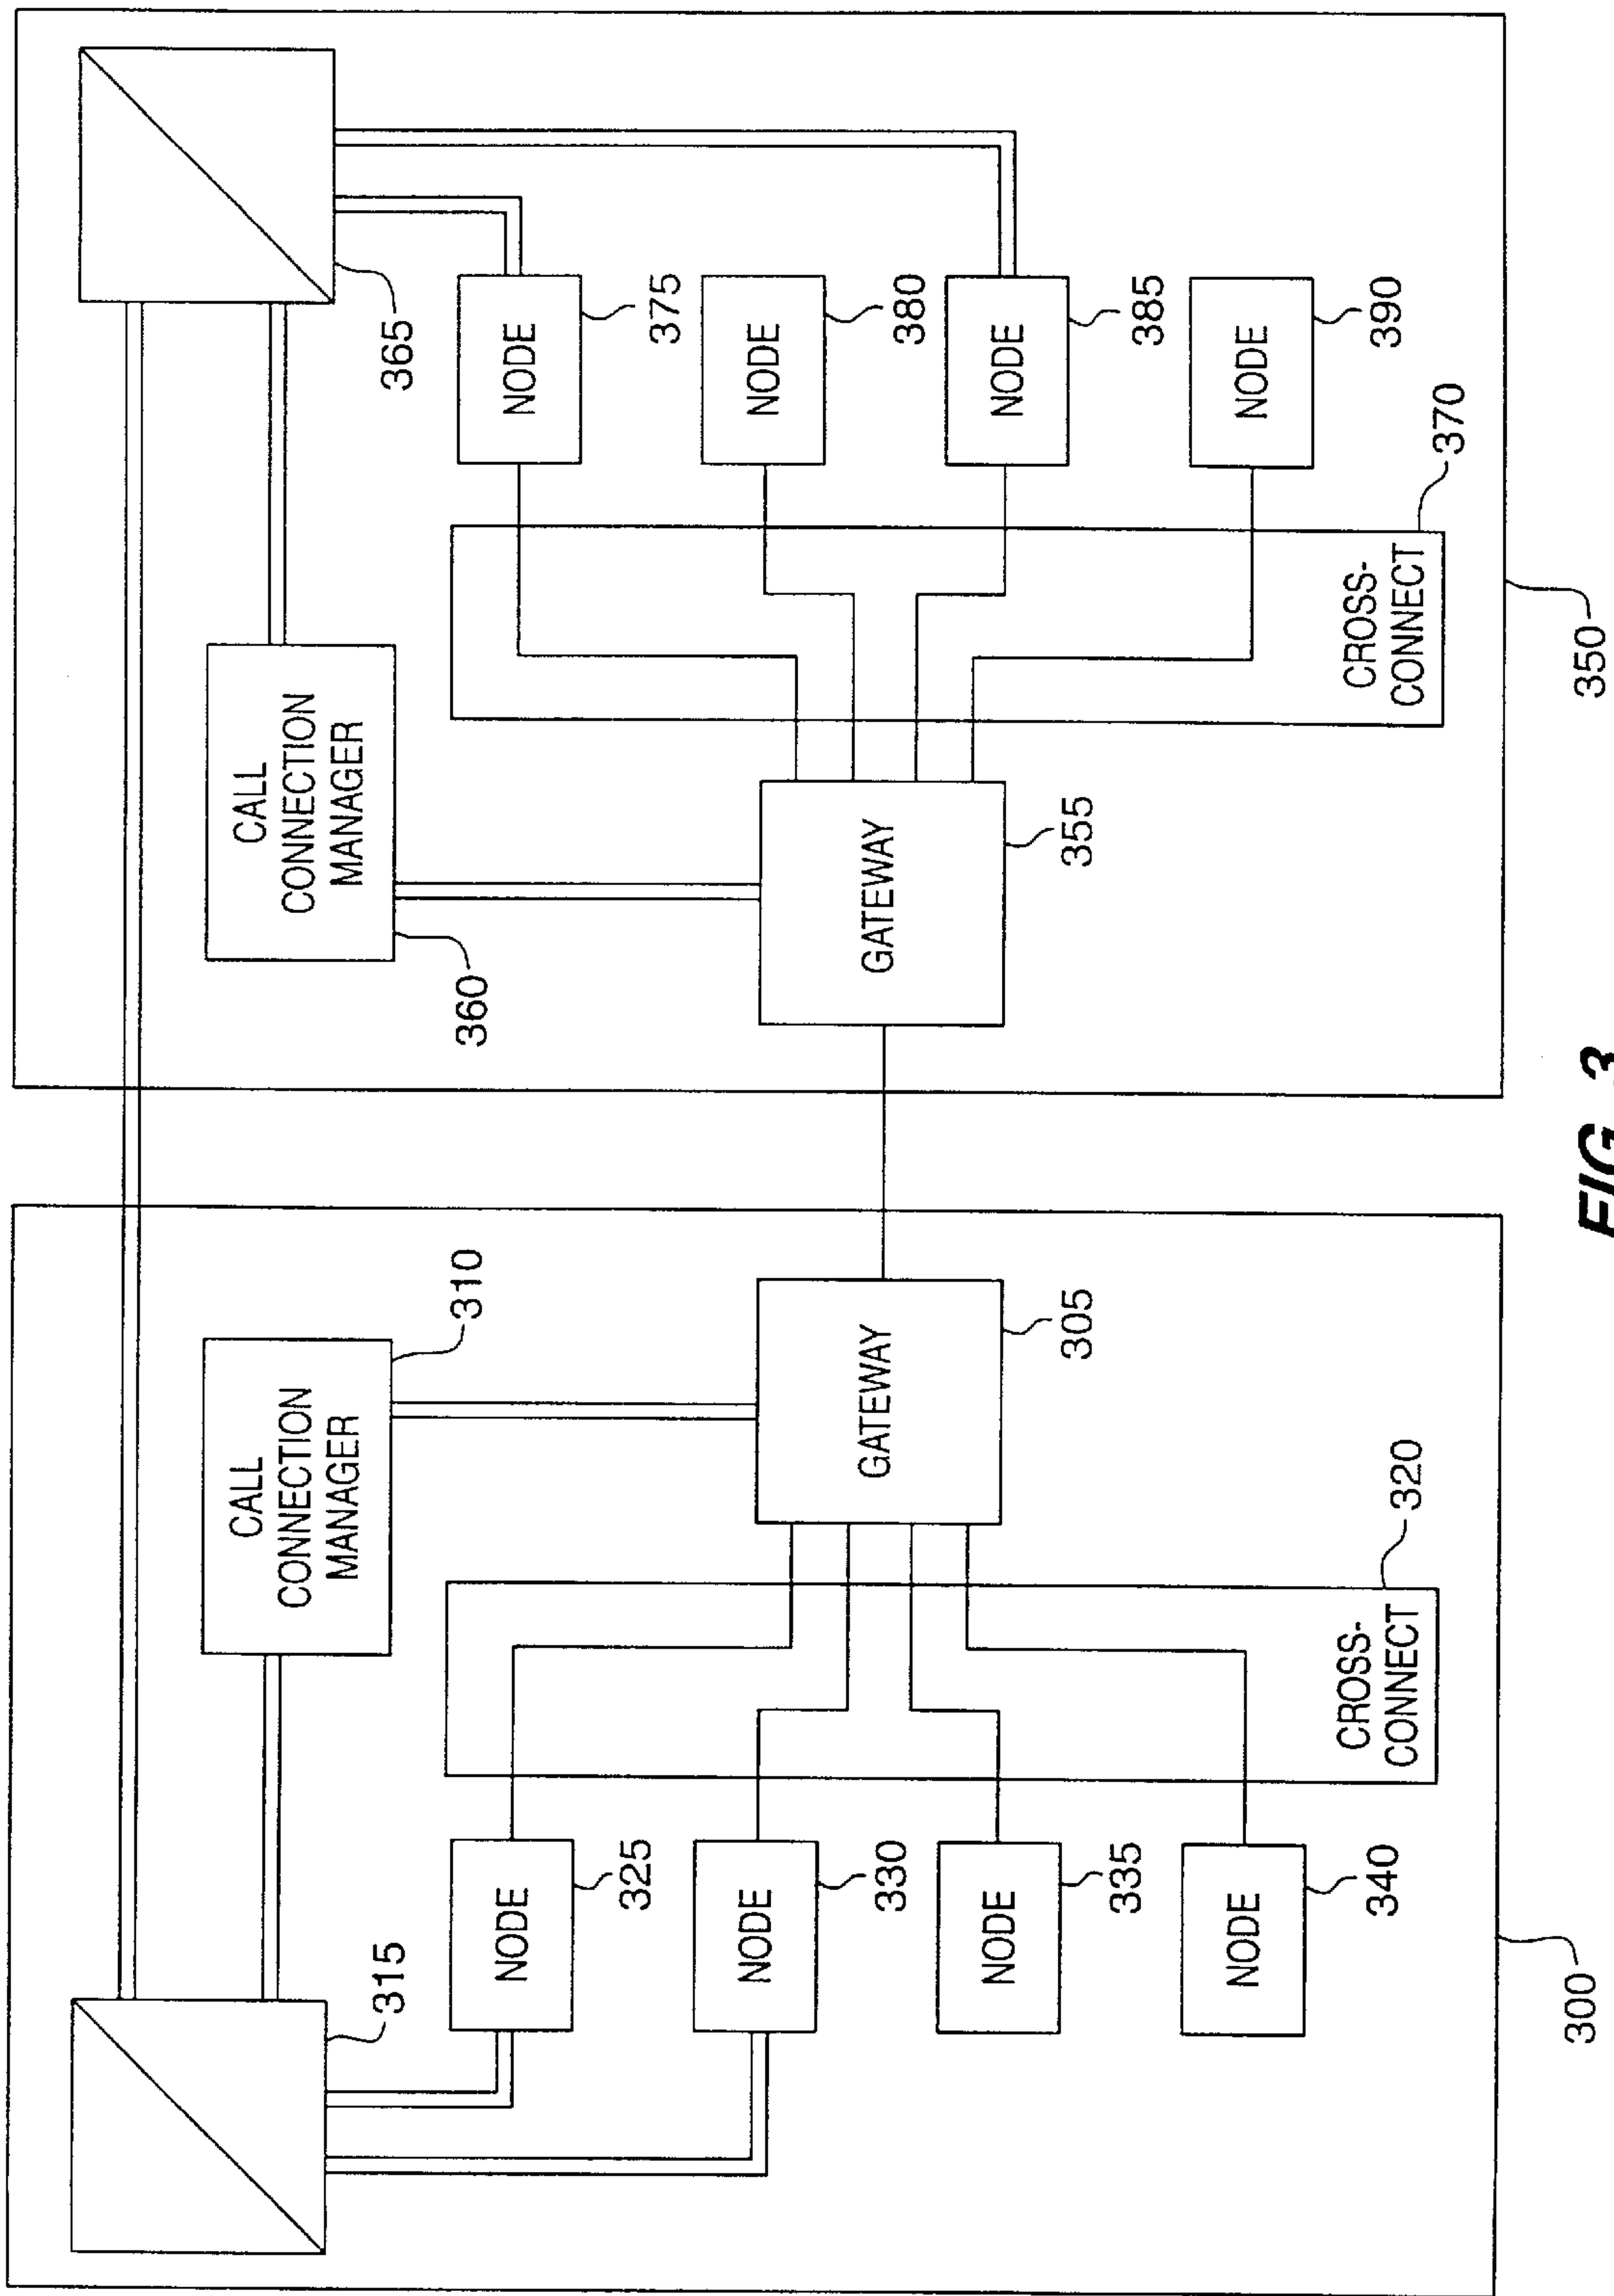 315
CALL
CONNECTION
MANAGER
310
NODE
325
NODE
330
NODE
335
NODE
340
GATEWAY
305
CROSS-
CONNECT
320
300
CALL
CONNECTION
MANAGER
360
365
GATEWAY
355
NODE
375
NODE
380
NODE
385
NODE
390
CROSS-
CONNECT
370
350
FIG. 3